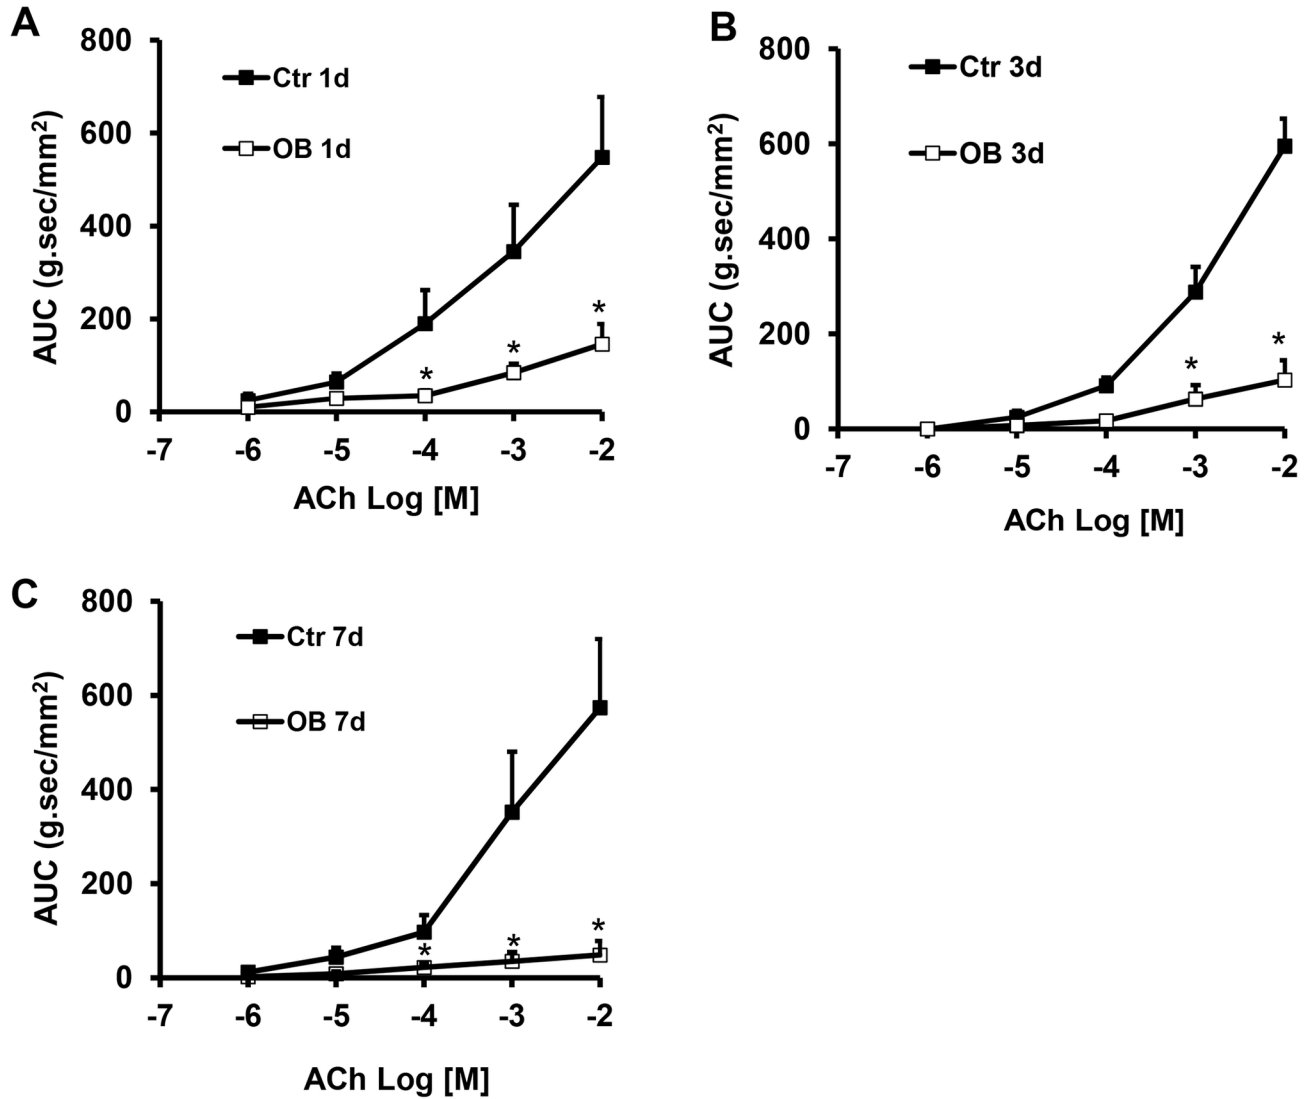 A
800
600
400
200
0
AUC (g.sec/mm²)
Ctr 1d
OB 1d
*
*
*
-7 -6 -5 -4 -3 -2
ACh Log [M]
B
800
600
400
200
0
AUC (g.sec/mm²)
Ctr 3d
OB 3d
*
*
-7 -6 -5 -4 -3 -2
ACh Log [M]
C
800
600
400
200
0
AUC (g.sec/mm²)
Ctr 7d
OB 7d
*
*
*
-7 -6 -5 -4 -3 -2
ACh Log [M]